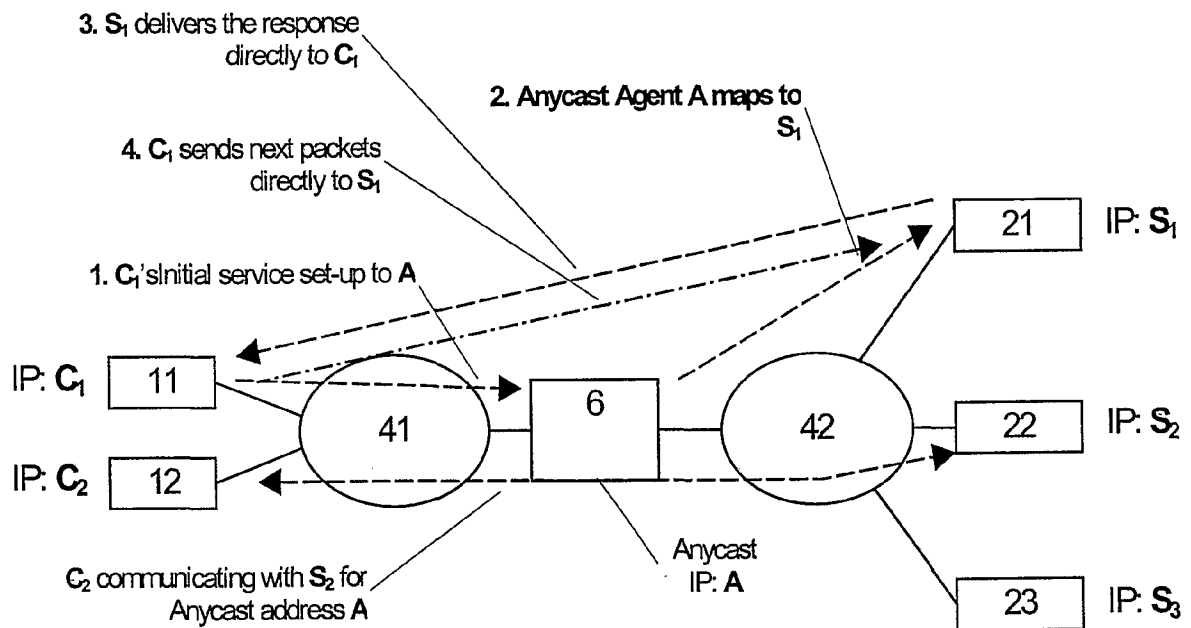 3. S₁ delivers the response
directly to C₁
2. Anycast Agent A maps to
S₁
4. C₁ sends next packets
directly to S₁
21
IP: S₁
1. C₁'sInitial service set-up to A
IP: C₁
11
6
41
42
22
IP: S₂
IP: C₂
12
Anycast
IP: A
C₂ communicating with S₂ for
Anycast address A
23
IP: S₃